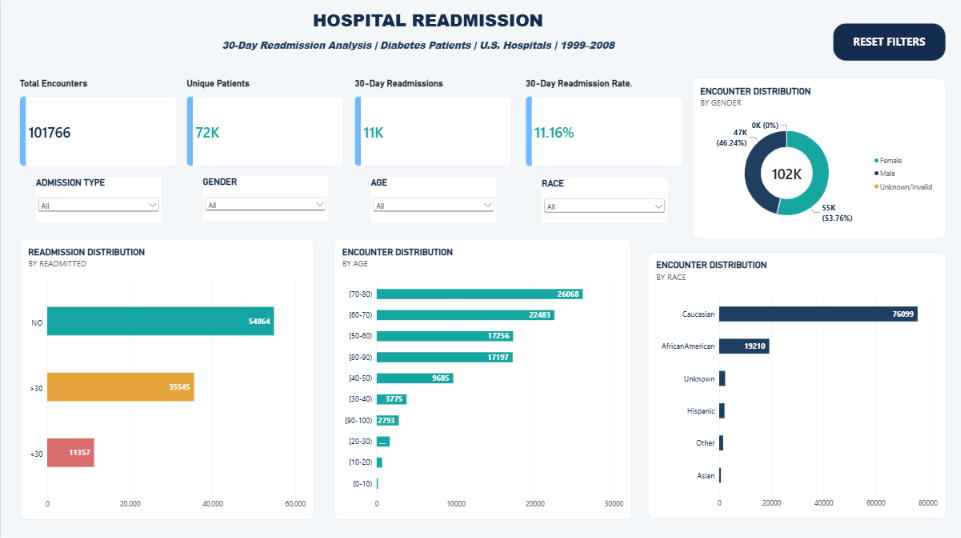 HOSPITAL READMISSION
30-Day Readmission Analysis | Diabetes Patients | U.S. Hospitals | 1999–2008
RESET FILTERS
Total Encounters
101766
Unique Patients
72K
30-Day Readmissions
11K
30-Day Readmission Rate.
11.16%
ADMISSION TYPE
All
GENDER
All
AGE
All
RACE
All
ENCOUNTER DISTRIBUTION
BY GENDER
0K (0%)
47K
(46.24%)
102K
55K
(53.76%)
Female
Male
Unknown/Invalid
READMISSION DISTRIBUTION
BY READMITTED
NO
54864
>30
35545
<30
11357
0
20,000
40,000
60,000
ENCOUNTER DISTRIBUTION
BY AGE
[70-80)
26068
[60-70)
22483
[50-60)
17256
[80-90)
17197
[40-50)
9685
[30-40)
3775
[90-100)
2793
[20-30)
...
[10-20)
[0-10)
0
10000
20000
30000
ENCOUNTER DISTRIBUTION
BY RACE
Caucasian
76099
AfricanAmerican
19210
Unknown
Hispanic
Other
Asian
0
20000
40000
60000
80000